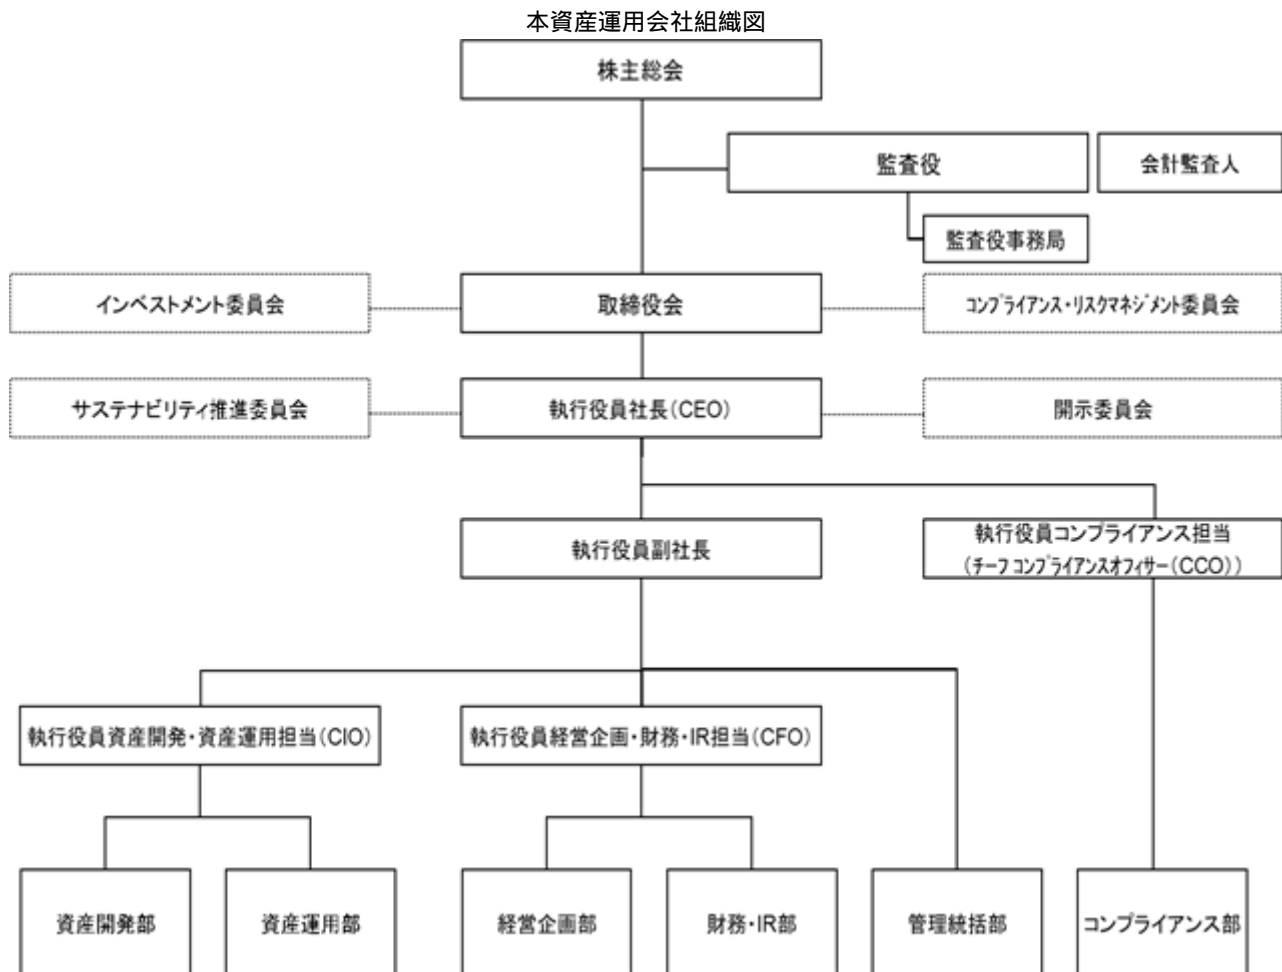 本資産運用会社組織図
株主総会
監査役
会計監査人
監査役事務局
インベストメント委員会
取締役会
コンプライアンス・リスクマネジメント委員会
サステナビリティ推進委員会
執行役員社長(CEO)
開示委員会
執行役員副社長
執行役員コンプライアンス担当
(チーフコンプライアンスオフィサー(CCO))
執行役員資産開発・資産運用担当(CIO)
執行役員経営企画・財務・IR担当(CFO)
資産開発部
資産運用部
経営企画部
財務・IR部
管理統括部
コンプライアンス部